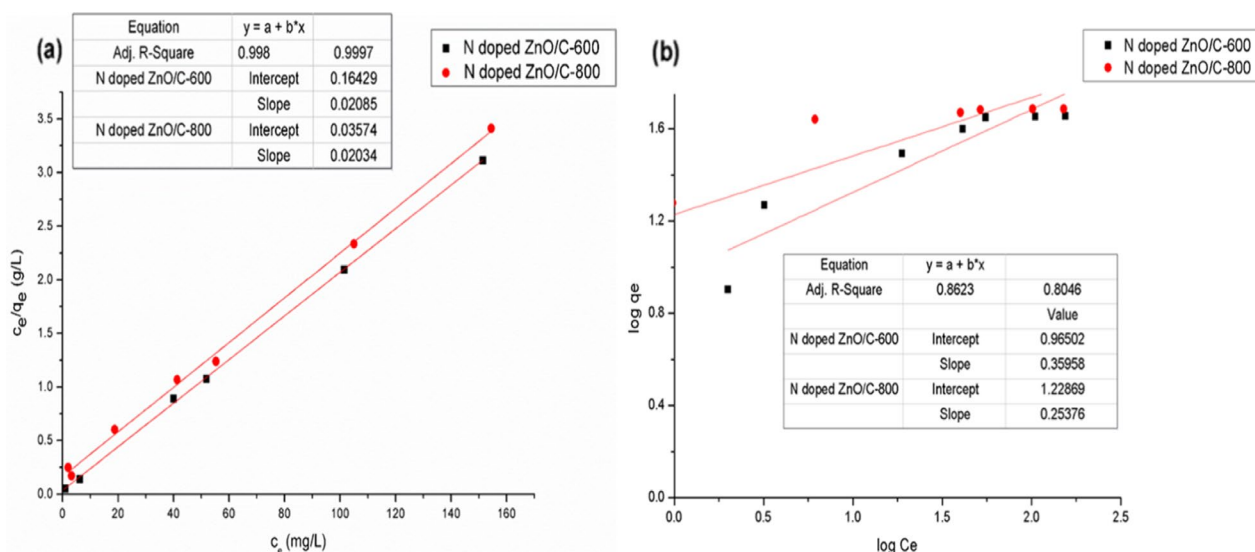 (a)
Equation y = a + b*x
Adj. R-Square 0.998 0.9997
N doped ZnO/C-600 Intercept 0.16429
Slope 0.02085
N doped ZnO/C-800 Intercept 0.03574
Slope 0.02034
N doped ZnO/C-600
N doped ZnO/C-800
3.5
3.0
2.5
2.0
1.5
1.0
0.5
0.0
ce/qe (g/L)
0 20 40 60 80 100 120 140 160
ce (mg/L)
(b)
N doped ZnO/C-600
N doped ZnO/C-800
1.6
1.2
0.8
0.4
0.0
log qe
Equation y = a + b*x
Adj. R-Square 0.8623 0.8046
Value
N doped ZnO/C-600 Intercept 0.96502
Slope 0.35958
N doped ZnO/C-800 Intercept 1.22869
Slope 0.25376
0.0 0.5 1.0 1.5 2.0 2.5
log Ce